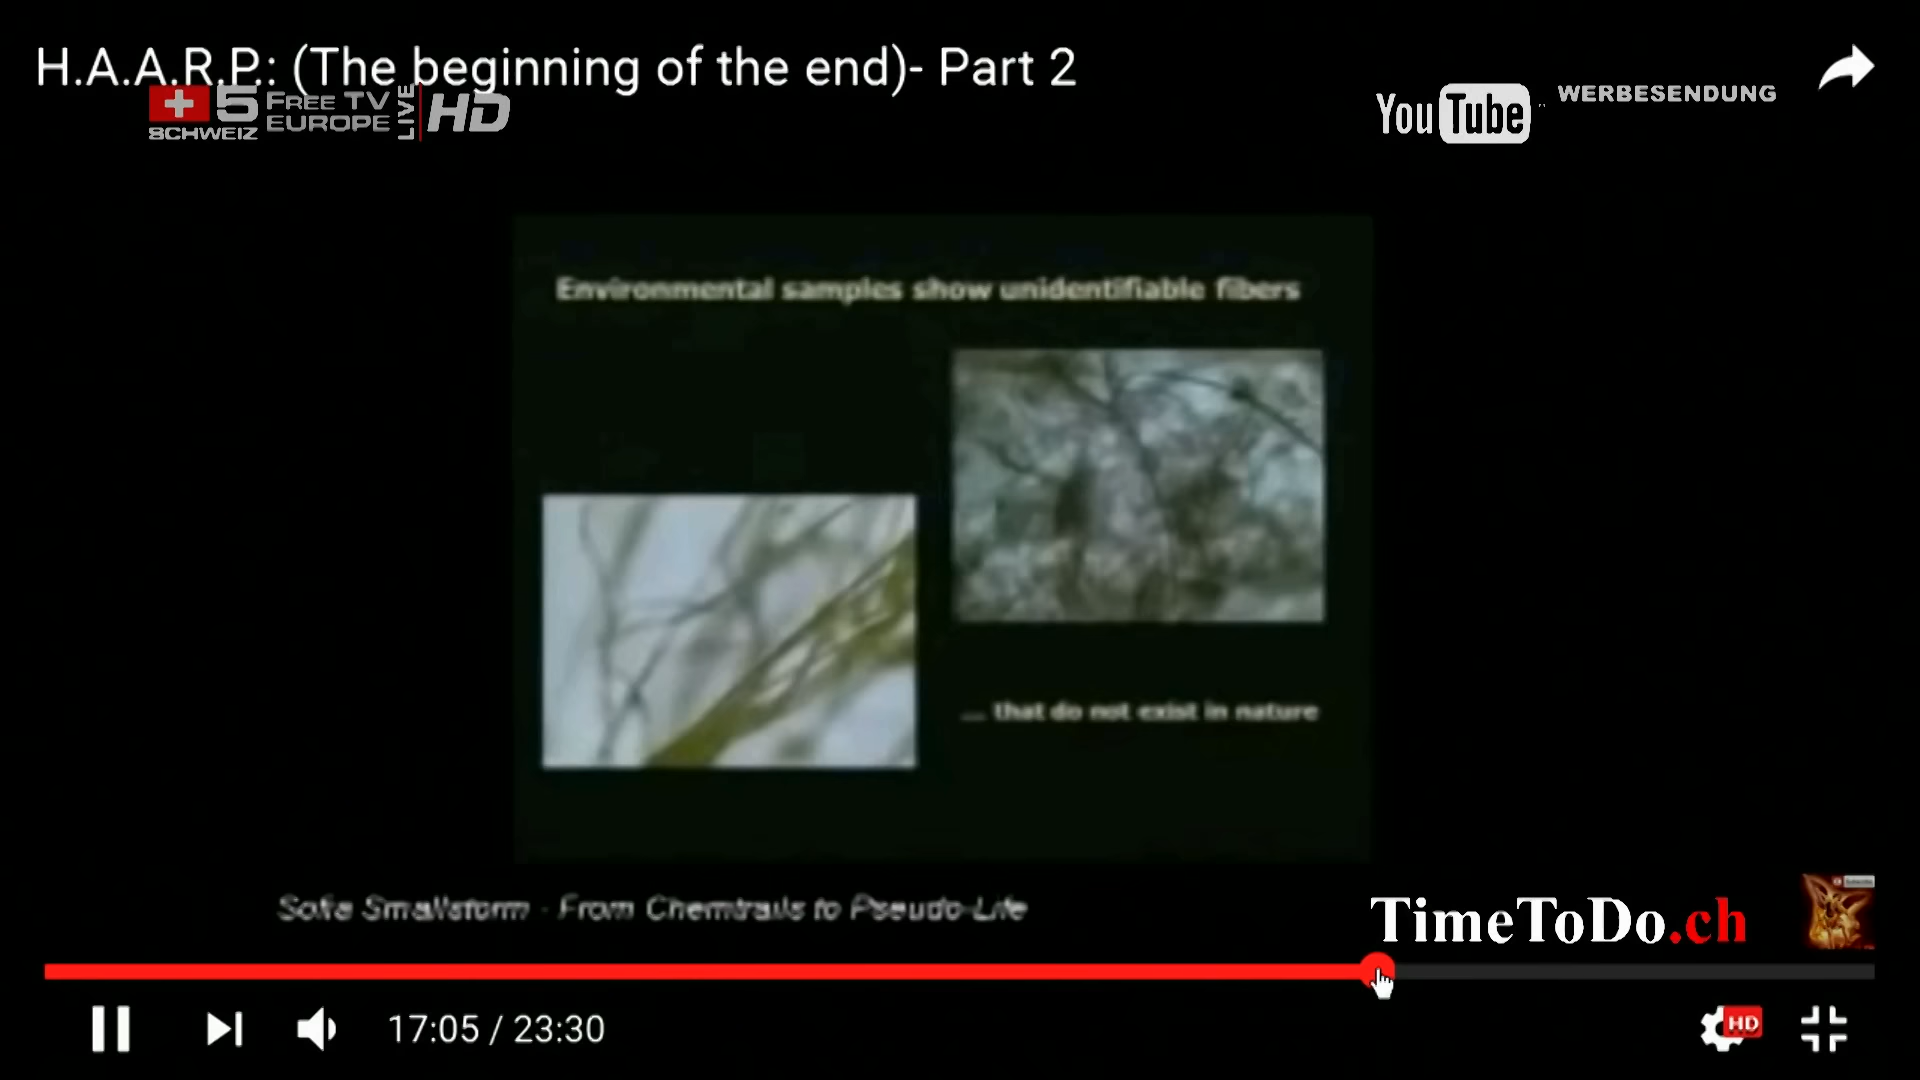 H.A.A.R.P.: (The beginning of the end)- Part 2
5 FREE TV
SCHWEIZ EUROPE LIVE HD
YouTube WERBESENDUNG
Environmental samples show unidentifiable fibers
... that do not exist in nature
Sofia Smallstorm - From Chemtrails to Pseudo-Life
TimeToDo.ch
17:05 / 23:30
HD